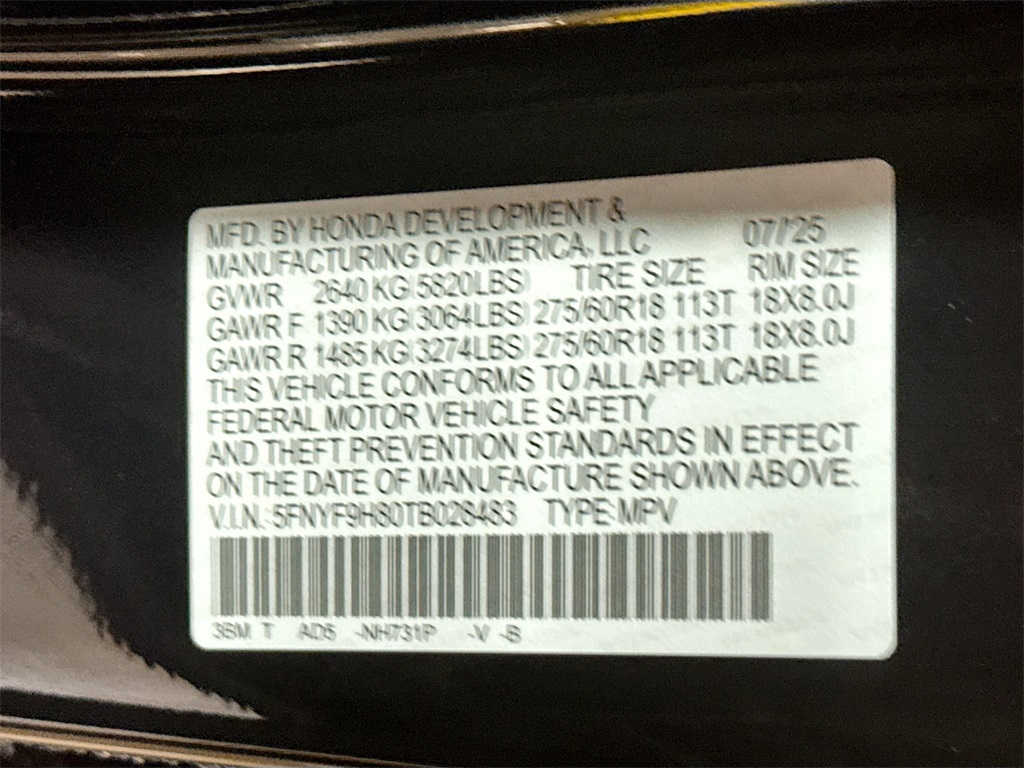 MFD. BY HONDA DEVELOPMENT &
MANUFACTURING OF AMERICA, LLC 07/'25
GVWR 2640 KG(5820LBS) TIRE SIZE RIM SIZE
GAWR F 1390 KG(3064LBS) 275/60R18 113T 18X8.0J
GAWR R 1485 KG(3274LBS) 275/60R18 113T 18X8.0J
THIS VEHICLE CONFORMS TO ALL APPLICABLE
FEDERAL MOTOR VEHICLE SAFETY
AND THEFT PREVENTION STANDARDS IN EFFECT
ON THE DATE OF MANUFACTURE SHOWN ABOVE.
V.I.N.:5FNYF9H80TB028483 TYPE:MPV
3BM T AD5 -NH731P -V -B